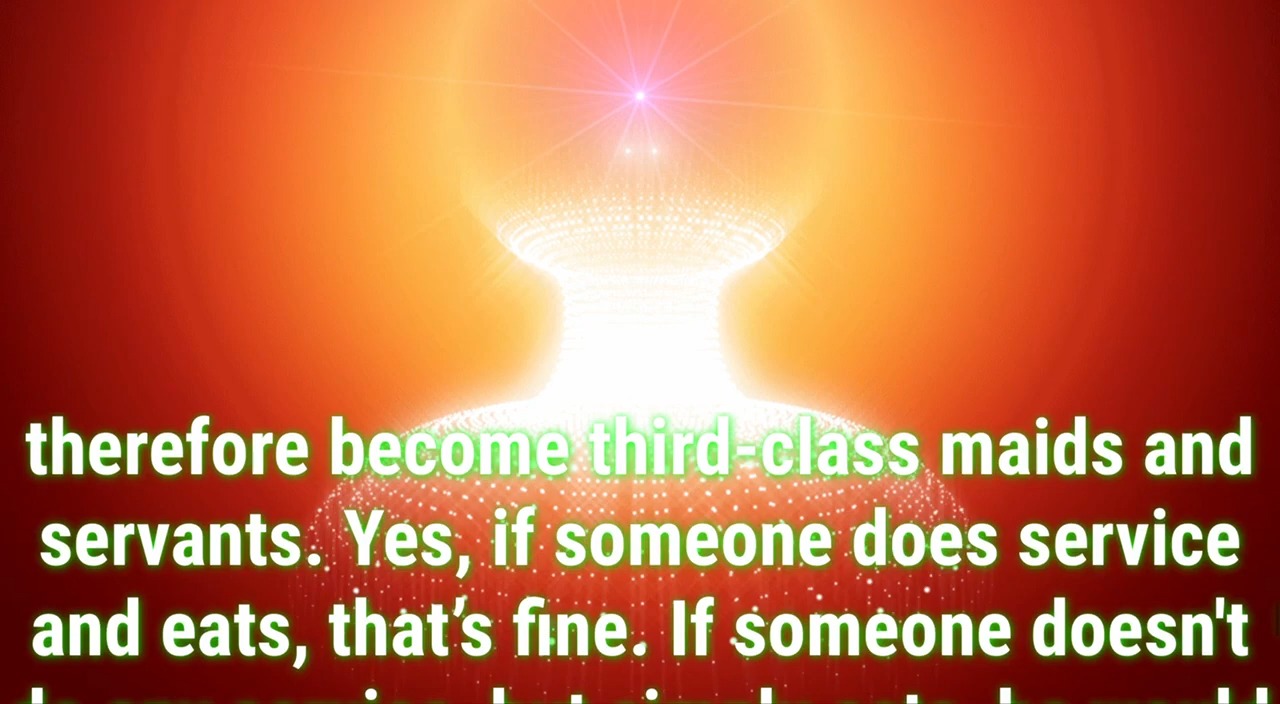 therefore become third-class maids and
servants. Yes, if someone does service
and eats, that’s fine. If someone doesn't